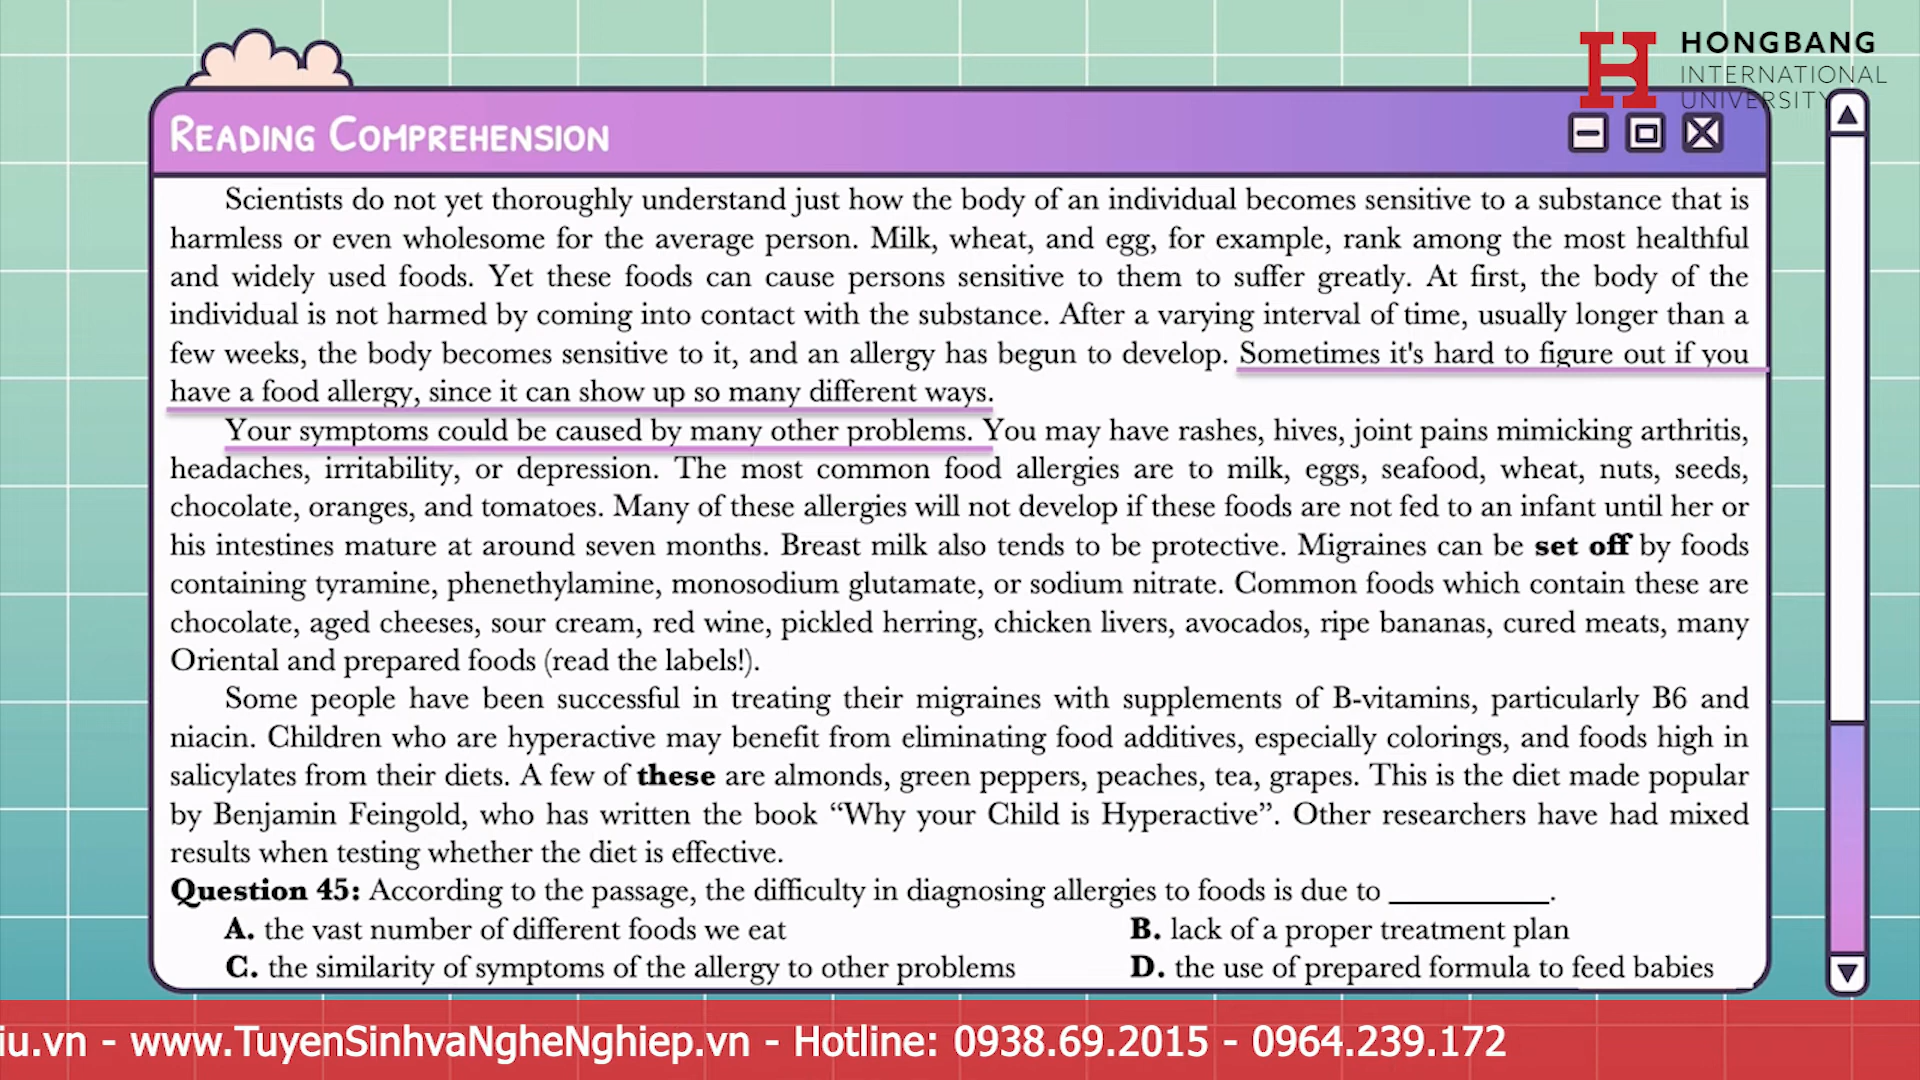 HONGBANG
INTERNATIONAL
UNIVERSITY
READING COMPREHENSION
Scientists do not yet thoroughly understand just how the body of an individual becomes sensitive to a substance that is
harmless or even wholesome for the average person. Milk, wheat, and egg, for example, rank among the most healthful
and widely used foods. Yet these foods can cause persons sensitive to them to suffer greatly. At first, the body of the
individual is not harmed by coming into contact with the substance. After a varying interval of time, usually longer than a
few weeks, the body becomes sensitive to it, and an allergy has begun to develop. Sometimes it's hard to figure out if you
have a food allergy, since it can show up so many different ways.
Your symptoms could be caused by many other problems. You may have rashes, hives, joint pains mimicking arthritis,
headaches, irritability, or depression. The most common food allergies are to milk, eggs, seafood, wheat, nuts, seeds,
chocolate, oranges, and tomatoes. Many of these allergies will not develop if these foods are not fed to an infant until her or
his intestines mature at around seven months. Breast milk also tends to be protective. Migraines can be set off by foods
containing tyramine, phenethylamine, monosodium glutamate, or sodium nitrate. Common foods which contain these are
chocolate, aged cheeses, sour cream, red wine, pickled herring, chicken livers, avocados, ripe bananas, cured meats, many
Oriental and prepared foods (read the labels!).
Some people have been successful in treating their migraines with supplements of B-vitamins, particularly B6 and
niacin. Children who are hyperactive may benefit from eliminating food additives, especially colorings, and foods high in
salicylates from their diets. A few of these are almonds, green peppers, peaches, tea, grapes. This is the diet made popular
by Benjamin Feingold, who has written the book “Why your Child is Hyperactive”. Other researchers have had mixed
results when testing whether the diet is effective.
Question 45: According to the passage, the difficulty in diagnosing allergies to foods is due to __________.
A. the vast number of different foods we eat
B. lack of a proper treatment plan
C. the similarity of symptoms of the allergy to other problems
D. the use of prepared formula to feed babies
iu.vn - www.TuyenSinhvaNgheNghiep.vn - Hotline: 0938.69.2015 - 0964.239.172